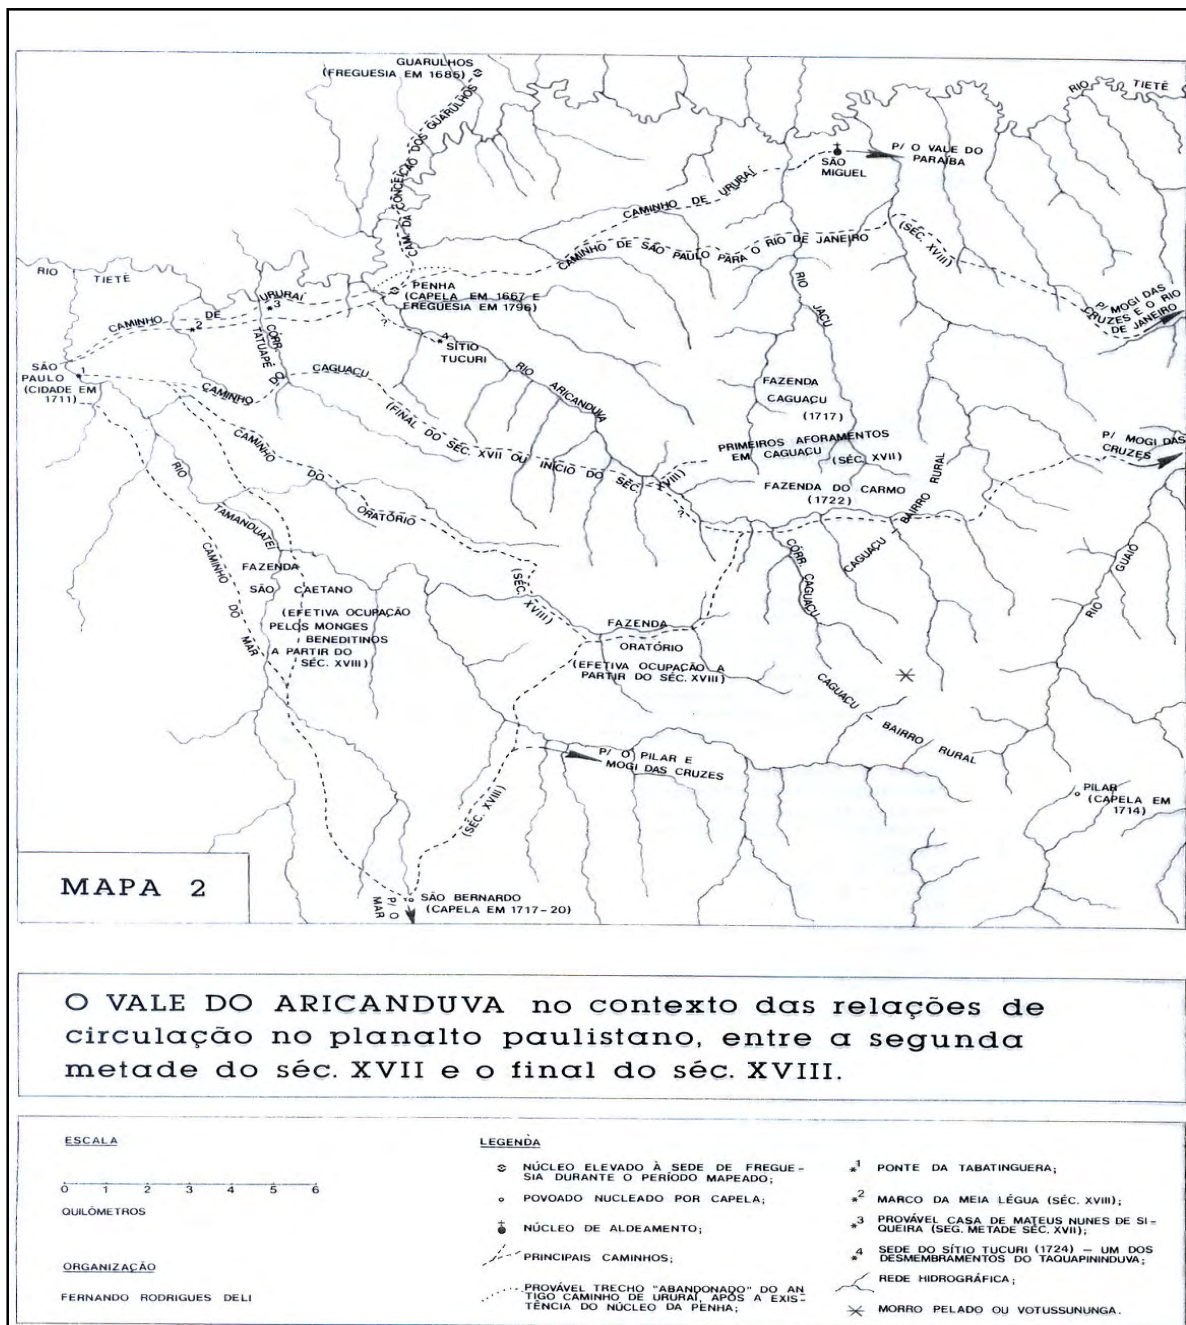 GUARULHOS
(FREGUESIA EM 1685)
CAM. DA CONCEIÇÃO DOS GUARULHOS
RIO TIETÊ
SÃO
MIGUEL
P/ O VALE DO
PARAÍBA
CAMINHO DE URURAÍ
CAMINHO DE SÃO PAULO PARA O RIO DE JANEIRO
(SÉC. XVIII)
RIO TIETÊ
PENHA
(CAPELA EM 1667 E
FREGUESIA EM 1796)
CAMINHO DE URURAÍ
3
2
P/ MOGI DAS
CRUZES E O RIO
DE JANEIRO
RIO JACU
?
4
SÍTIO
TUCURI
CÓRR. TATUAPÉ
SÃO
PAULO
(CIDADE EM
1711)
1
CAMINHO DO CAGUAÇU
(FINAL DO SÉC. XVII OU INÍCIO DO SÉC. XVIII)
RIO ARICANDUVA
FAZENDA
CAGUAÇU
(1717)
PRIMEIROS AFORAMENTOS
EM CAGUAÇU (SÉC. XVII)
FAZENDA DO CARMO
(1722)
?
P/ MOGI DAS
CRUZES
CAGUAÇU - BAIRRO RURAL
CAMINHO DO ORATÓRIO
(SÉC. XVIII)
RIO TAMANDUATEÍ
CAMINHO DO MAR
CÓRR. CAGUAÇU
RIO GUAIÓ
FAZENDA
SÃO CAETANO
(EFETIVA OCUPAÇÃO
PELOS MONGES
BENEDITINOS
A PARTIR DO
SÉC. XVIII)
FAZENDA
ORATÓRIO
(EFETIVA OCUPAÇÃO A
PARTIR DO SÉC. XVIII)
CAGUAÇU - BAIRRO RURAL
P/ O PILAR E
MOGI DAS CRUZES
(SÉC. XVIII)
PILAR
(CAPELA EM
1714)
MAPA 2
P/ O
MAR
SÃO BERNARDO
(CAPELA EM 1717-20)
O VALE DO ARICANDUVA no contexto das relações de
circulação no planalto paulistano, entre a segunda
metade do séc. XVII e o final do séc. XVIII.
ESCALA
0 1 2 3 4 5 6
QUILÔMETROS
ORGANIZAÇÃO
FERNANDO RODRIGUES DELI
LEGENDA
NÚCLEO ELEVADO À SEDE DE FREGUE-
SIA DURANTE O PERÍODO MAPEADO;
POVOADO NUCLEADO POR CAPELA;
NÚCLEO DE ALDEAMENTO;
PRINCIPAIS CAMINHOS;
PROVÁVEL TRECHO "ABANDONADO" DO AN
TIGO CAMINHO DE URURAÍ, APÓS A EXIS-
TÊNCIA DO NÚCLEO DA PENHA;
1 PONTE DA TABATINGUERA;
2 MARCO DA MEIA LÉGUA (SÉC. XVIII);
3 PROVÁVEL CASA DE MATEUS NUNES DE SI-
QUEIRA (SEG. METADE SÉC. XVII);
4 SEDE DO SÍTIO TUCURI (1724) — UM DOS
DESMEMBRAMENTOS DO TAQUAPININDUVA;
REDE HIDROGRÁFICA;
MORRO PELADO OU VOTUSSUNUNGA.